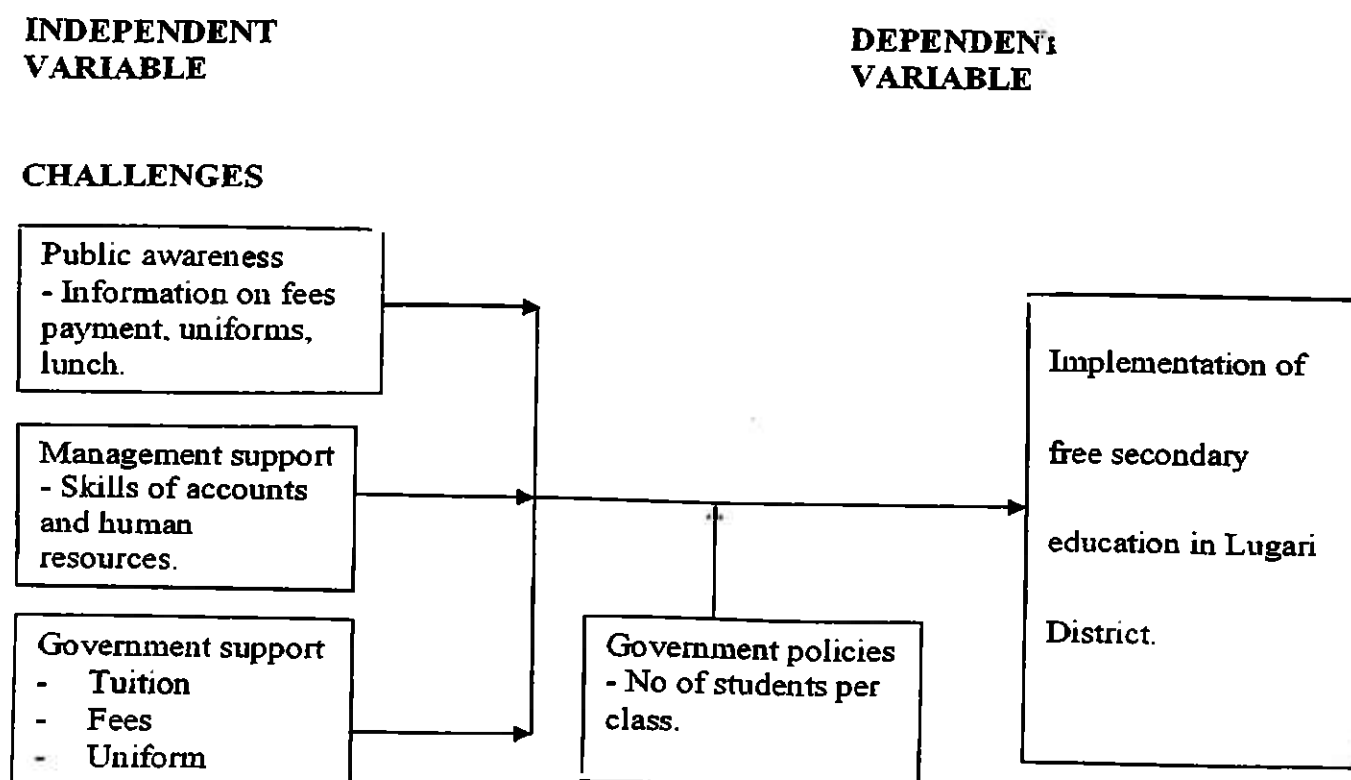 INDEPENDENT
VARIABLE
DEPENDENT
VARIABLE
CHALLENGES
Public awareness
- Information on fees
payment, uniforms,
lunch.
Management support
- Skills of accounts
and human
resources.
Government support
- Tuition
- Fees
- Uniform
Government policies
- No of students per
class.
Implementation of
free secondary
education in Lugari
District.